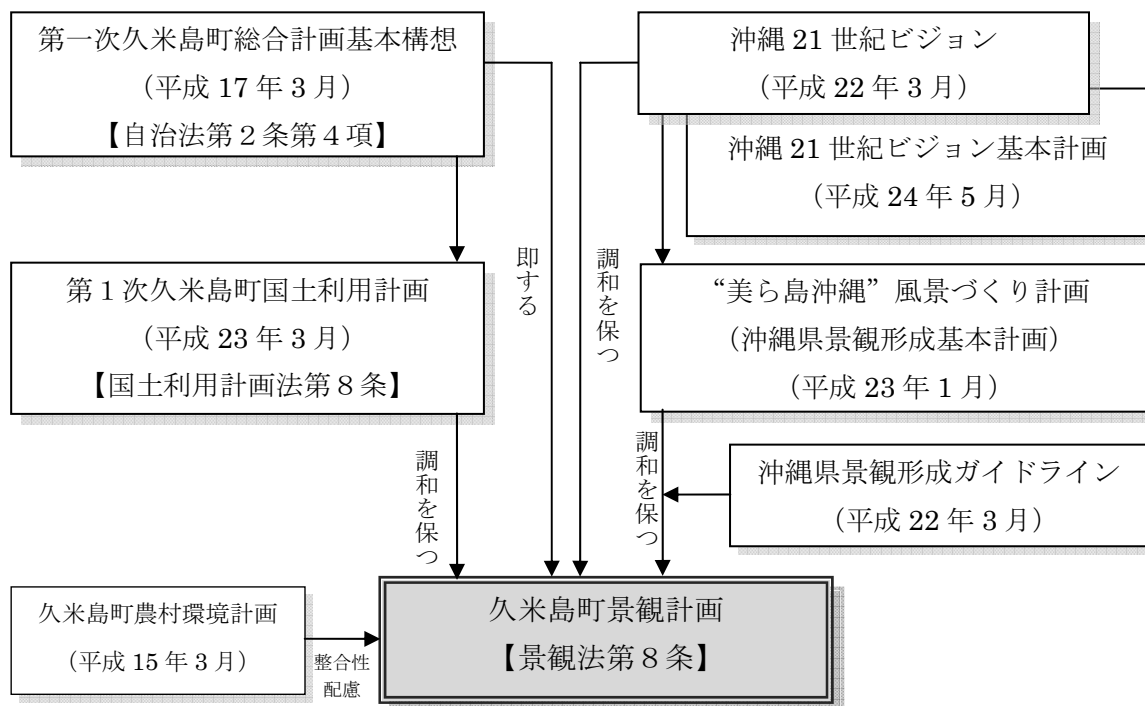 第一次久米島町総合計画基本構想
（平成 17 年 3 月）
【自治法第２条第４項】
沖縄 21 世紀ビジョン
（平成 22 年 3 月）
沖縄 21 世紀ビジョン基本計画
（平成 24 年 5 月）
第１次久米島町国土利用計画
（平成 23 年 3 月）
【国土利用計画法第８条】
即する
調和を保つ
“美ら島沖縄”風景づくり計画
（沖縄県景観形成基本計画）
（平成 23 年 1 月）
調和を保つ
調和を保つ
沖縄県景観形成ガイドライン
（平成 22 年 3 月）
久米島町農村環境計画
（平成 15 年 3 月）
整合性
配慮
久米島町景観計画
【景観法第８条】